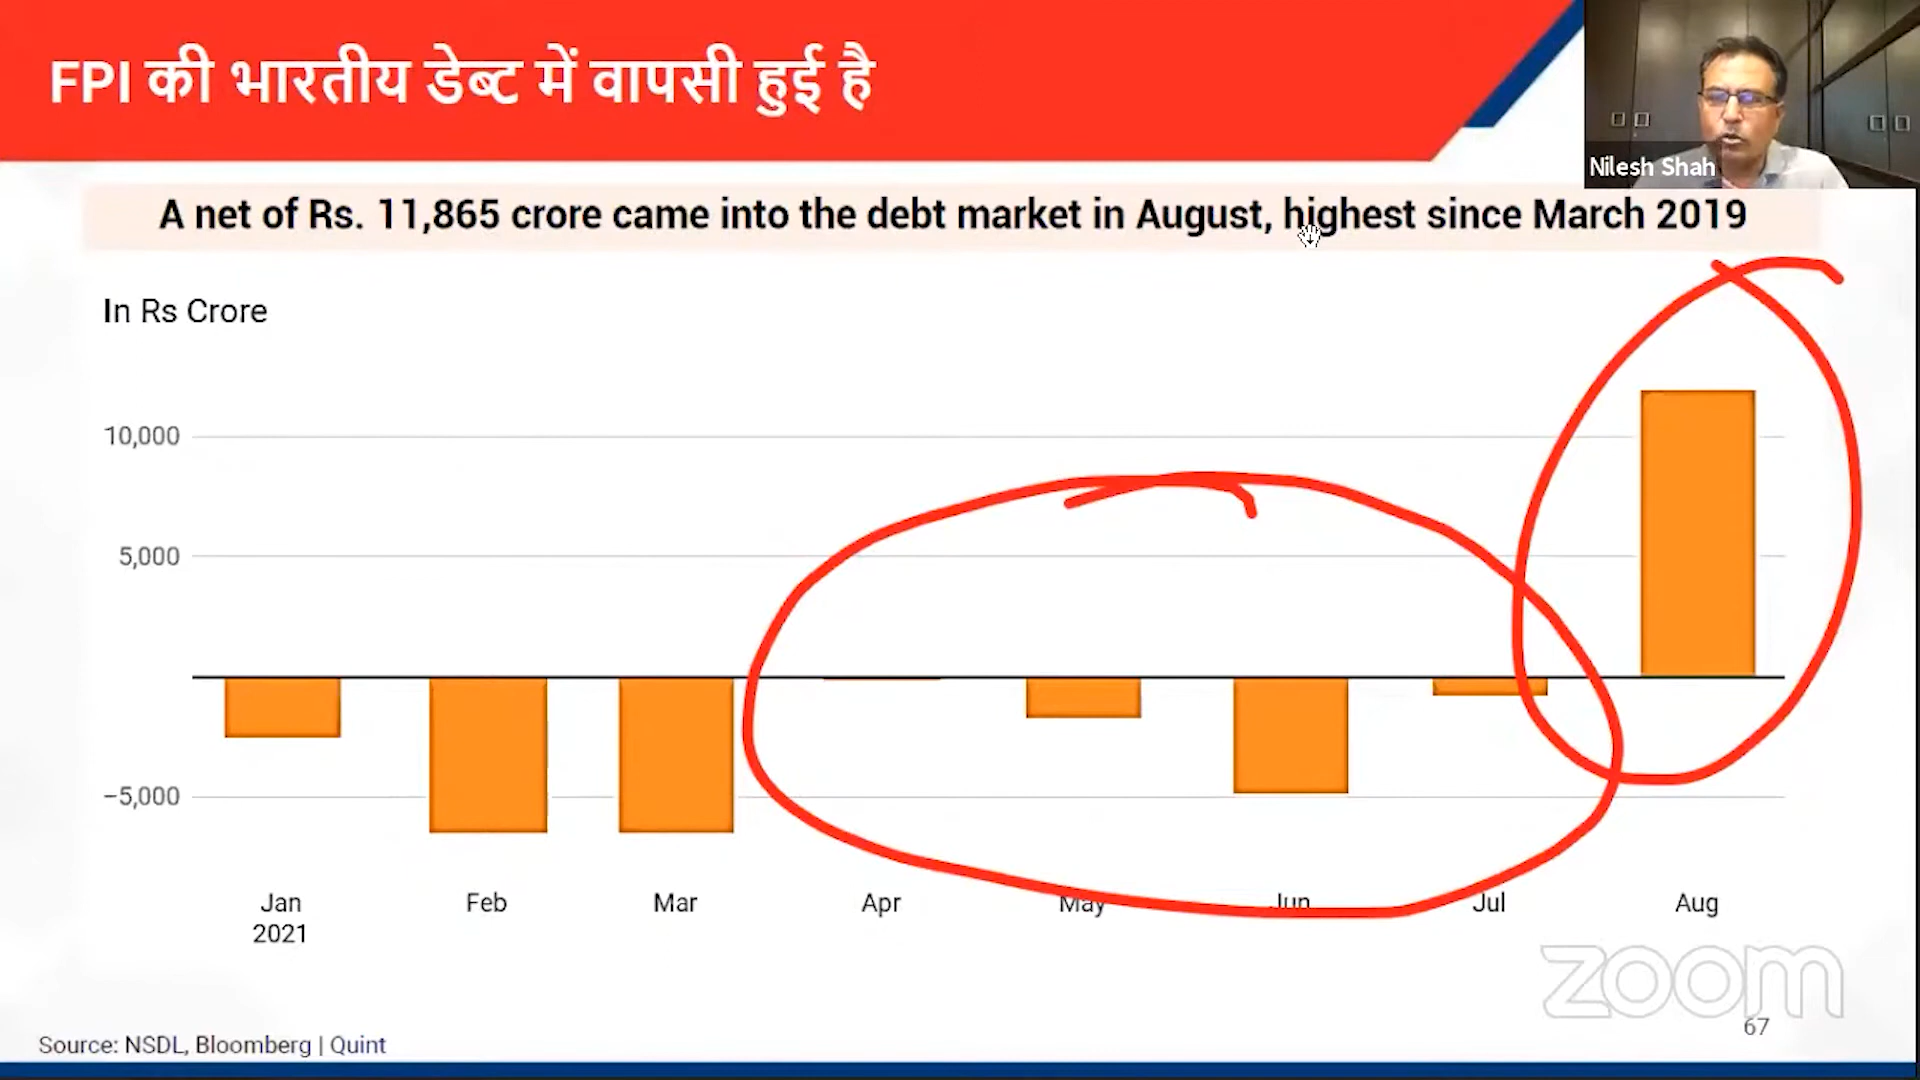 FPI की भारतीय डेब्ट में वापसी हुई है
Nilesh Shah
A net of Rs. 11,865 crore came into the debt market in August, highest since March 2019
In Rs Crore
10,000
5,000
−5,000
Jan Feb Mar Apr May Jun Jul Aug
2021
zoom
67
Source: NSDL, Bloomberg | Quint